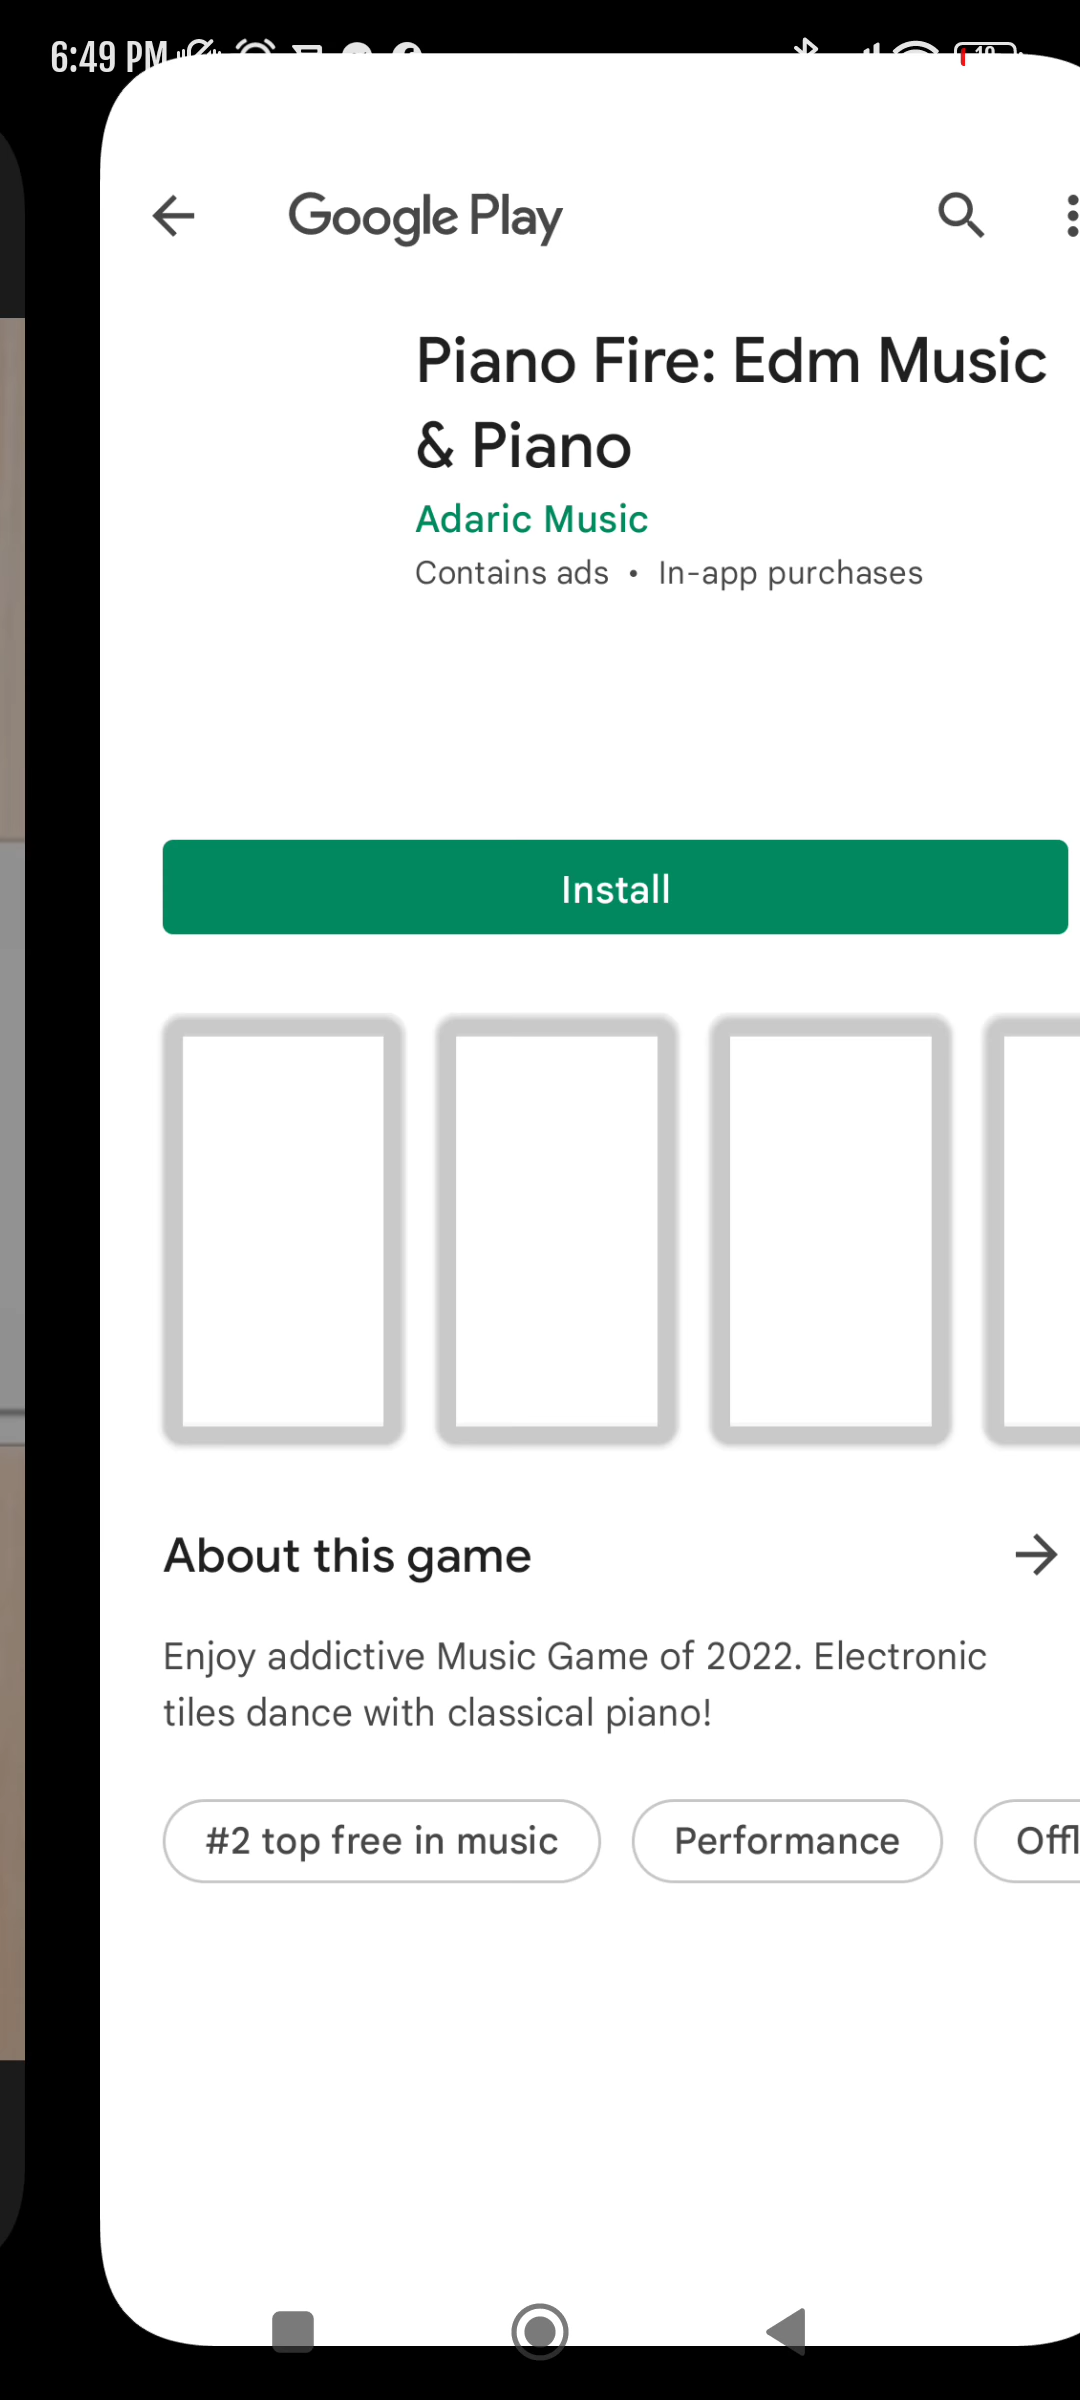 6:49 PM
Google Play
Piano Fire: Edm Music
& Piano
Adaric Music
Contains ads • In-app purchases
Install
About this game
Enjoy addictive Music Game of 2022. Electronic
tiles dance with classical piano!
#2 top free in music
Performance